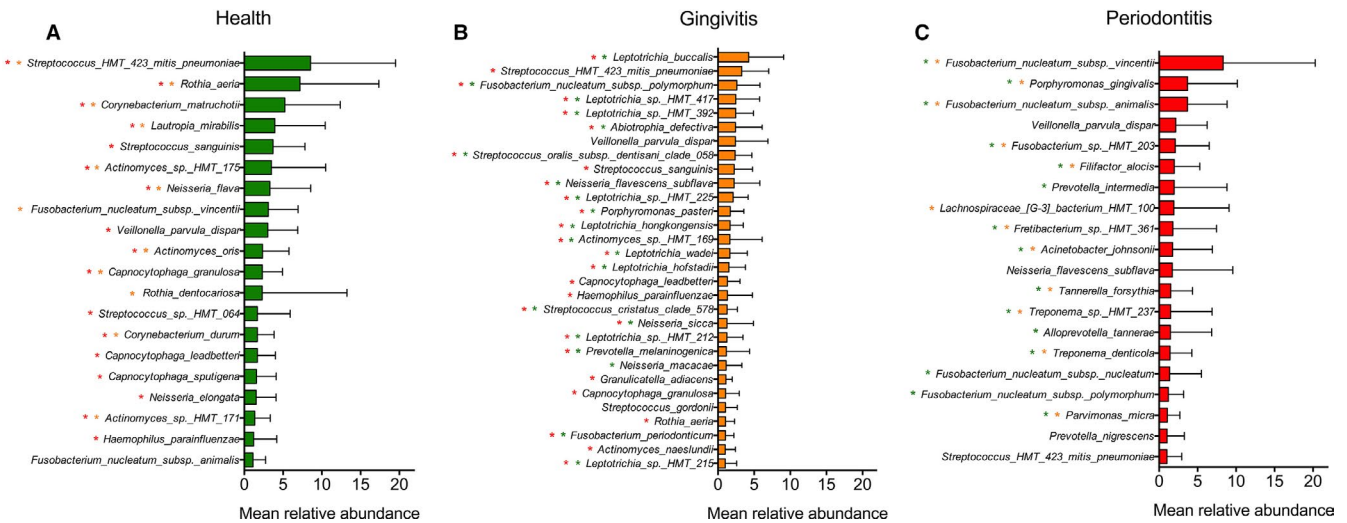 Health
A
* * Streptococcus_HMT_423_mitis_pneumoniae
* * Rothia_aeria
* * Corynebacterium_matruchotii
* * Lautropia_mirabilis
* Streptococcus_sanguinis
* * Actinomyces_sp._HMT_175
* * Neisseria_flava
* Fusobacterium_nucleatum_subsp._vincentii
* Veillonella_parvula_dispar
* * Actinomyces_oris
* * Capnocytophaga_granulosa
* Rothia_dentocariosa
* Streptococcus_sp._HMT_064
* * Corynebacterium_durum
* Capnocytophaga_leadbetteri
* Capnocytophaga_sputigena
* Neisseria_elongata
* * Actinomyces_sp._HMT_171
* Haemophilus_parainfluenzae
Fusobacterium_nucleatum_subsp._animalis
0 5 10 15 20
Mean relative abundance
Gingivitis
B
* * Leptotrichia_buccalis
* Streptococcus_HMT_423_mitis_pneumoniae
* * Fusobacterium_nucleatum_subsp._polymorphum
* * Leptotrichia_sp._HMT_417
* * Leptotrichia_sp._HMT_392
* * Abiotrophia_defectiva
Veillonella_parvula_dispar
* * Streptococcus_oralis_subsp._dentisani_clade_058
* Streptococcus_sanguinis
* * Neisseria_flavescens_subflava
* * Leptotrichia_sp._HMT_225
* * Porphyromonas_pasteri
* * Leptotrichia_hongkongensis
* * Actinomyces_sp._HMT_169
* * Leptotrichia_wadei
* * Leptotrichia_hofstadii
* Capnocytophaga_leadbetteri
* Haemophilus_parainfluenzae
* * Streptococcus_cristatus_clade_578
* * Neisseria_sicca
* * Leptotrichia_sp._HMT_212
* * Prevotella_melaninogenica
* Neisseria_macacae
* Granulicatella_adiacens
* Capnocytophaga_granulosa
Streptococcus_gordonii
* Rothia_aeria
* * Fusobacterium_periodonticum
* Actinomyces_naeslundii
* * Leptotrichia_sp._HMT_215
0 5 10 15 20
Mean relative abundance
Periodontitis
C
* * Fusobacterium_nucleatum_subsp._vincentii
* * Porphyromonas_gingivalis
* * Fusobacterium_nucleatum_subsp._animalis
Veillonella_parvula_dispar
* * Fusobacterium_sp._HMT_203
* * Filifactor_alocis
* Prevotella_intermedia
* Lachnospiraceae_[G-3]_bacterium_HMT_100
* * Fretibacterium_sp._HMT_361
* * Acinetobacter_johnsonii
Neisseria_flavescens_subflava
* * Tannerella_forsythia
* * Treponema_sp._HMT_237
* Alloprevotella_tannerae
* * Treponema_denticola
* Fusobacterium_nucleatum_subsp._nucleatum
* Fusobacterium_nucleatum_subsp._polymorphum
* * Parvimonas_micra
Prevotella_nigrescens
Streptococcus_HMT_423_mitis_pneumoniae
0 5 10 15 20
Mean relative abundance